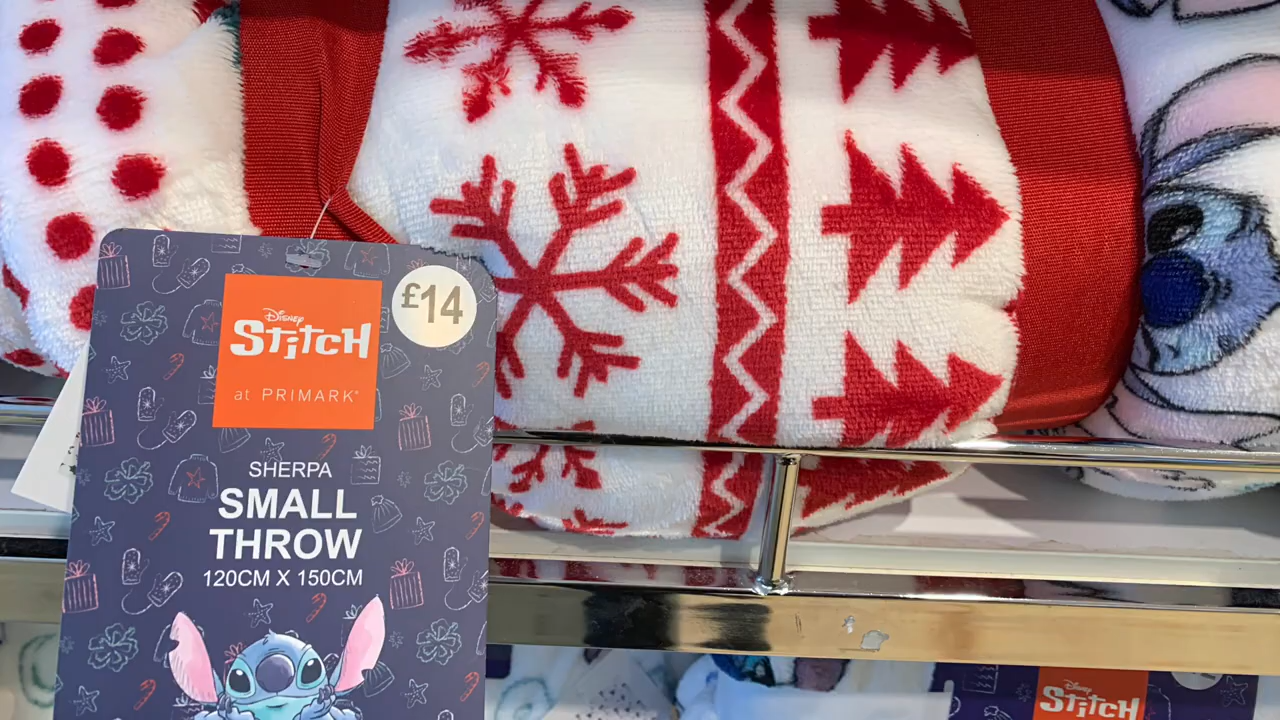 £14
Disney
Stitch
at PRIMARK®
SHERPA
SMALL
THROW
120CM X 150CM
Disney
Stitch